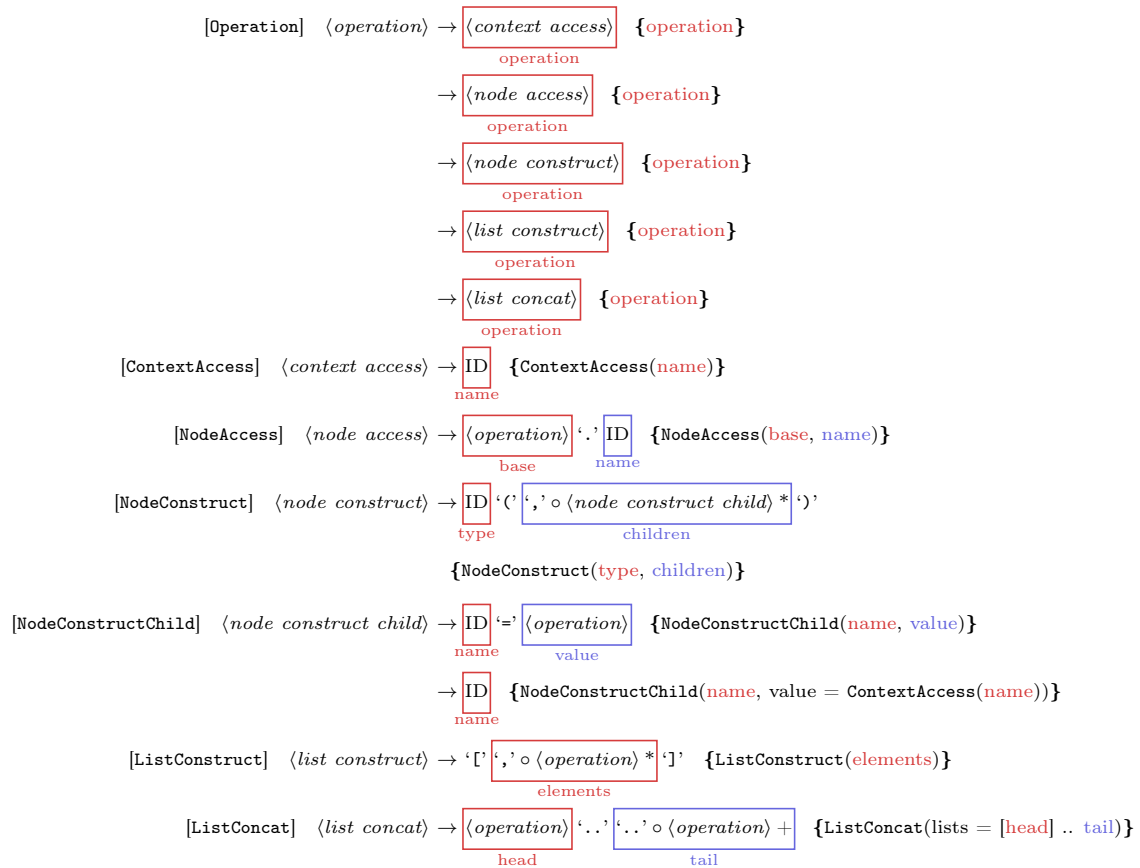 [Operation] ⟨operation⟩ → ⟨context access⟩ {operation}
operation
→ ⟨node access⟩ {operation}
operation
→ ⟨node construct⟩ {operation}
operation
→ ⟨list construct⟩ {operation}
operation
→ ⟨list concat⟩ {operation}
operation
[ContextAccess] ⟨context access⟩ → ID {ContextAccess(name)}
name
[NodeAccess] ⟨node access⟩ → ⟨operation⟩ ‘.’ ID {NodeAccess(base, name)}
base name
[NodeConstruct] ⟨node construct⟩ → ID ‘(’ ‘,’ ∘ ⟨node construct child⟩ * ‘)’
type children
{NodeConstruct(type, children)}
[NodeConstructChild] ⟨node construct child⟩ → ID ‘=’ ⟨operation⟩ {NodeConstructChild(name, value)}
name value
→ ID {NodeConstructChild(name, value = ContextAccess(name))}
name
[ListConstruct] ⟨list construct⟩ → ‘[’ ‘,’ ∘ ⟨operation⟩ * ‘]’ {ListConstruct(elements)}
elements
[ListConcat] ⟨list concat⟩ → ⟨operation⟩ ‘..’ ‘..’ ∘ ⟨operation⟩ + {ListConcat(lists = [head] .. tail)}
head tail